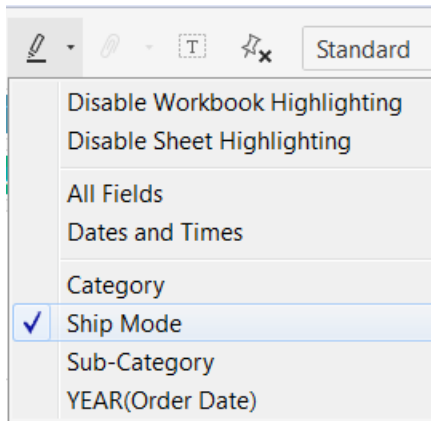 T
Standard
Disable Workbook Highlighting
Disable Sheet Highlighting
All Fields
Dates and Times
Category
Ship Mode
Sub-Category
YEAR(Order Date)